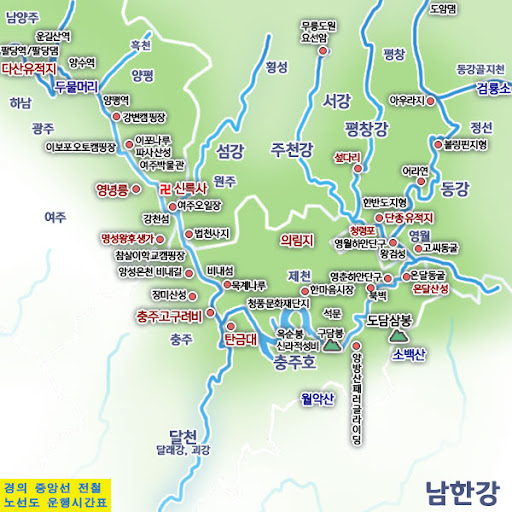 남양주
운길산역
팔당역/팔당댐
다산유적지
양수역
흑천
두물머리
양평
하남
양평역
강변캠핑장
광주
이포나루
파사산성
이보포오토캠핑장
여주박물관
횡성
섬강
원주
영녕릉
卍 신륵사
여주
여주오일장
강천섬
법천사지
명성왕후생가
참살이학교캠핑장
앙성온천 비내길
비내섬
목계나루
장미산성
충주고구려비
충주
탄금대
달천
달래강, 괴강
무릉도원
요선암
서강
주천강
평창
평창강
섶다리
도암댐
동강골지천
검룡소
아우라지
정선
볼링핀지형
어라연
동강
한반도지형
단종유적지
청령포
영월
영월하안단구
왕검성
고씨동굴
의림지
제천
영춘하안단구
온달동굴
온달산성
북벽
한마음시장
청풍문화재단지
석문
도담삼봉
옥순봉
구담봉
신라적성비
충주호
소백산
월악산
양방산패러글라이딩
경의 중앙선 전철
노선도 운행시간표
남한강